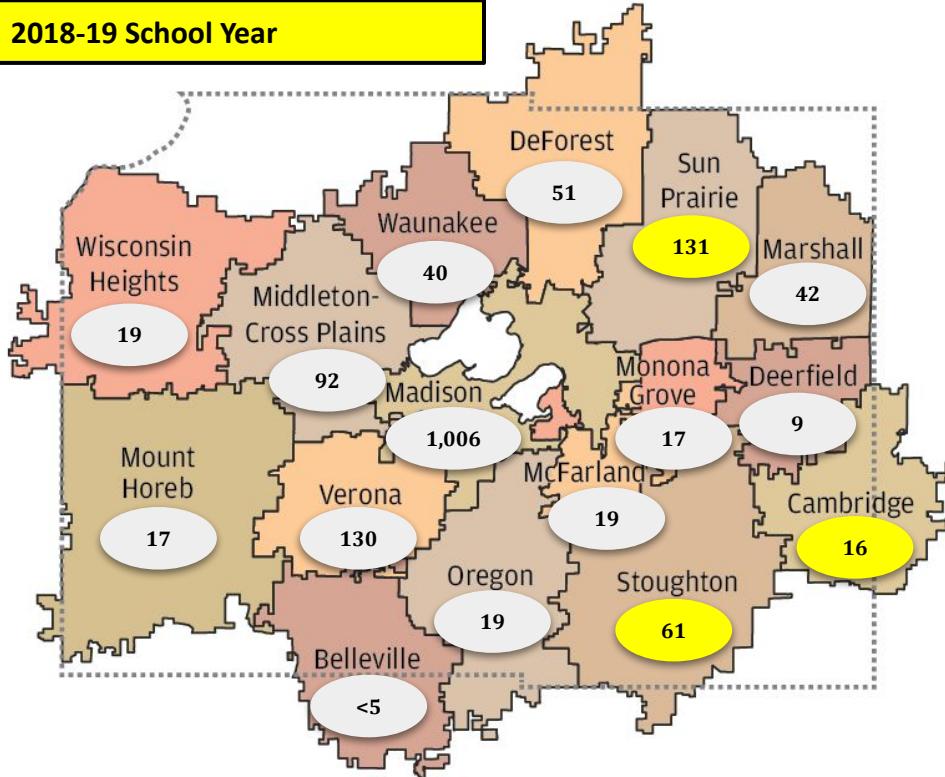 2018-19 School Year
DeForest
51
Sun
Prairie
131
Waunakee
40
Marshall
42
Wisconsin
Heights
19
Middleton-
Cross Plains
92
Madison
1,006
Monona
Grove
17
Deerfield
9
Mount
Horeb
17
Verona
130
McFarland
19
Cambridge
16
Oregon
19
Stoughton
61
Belleville
<5